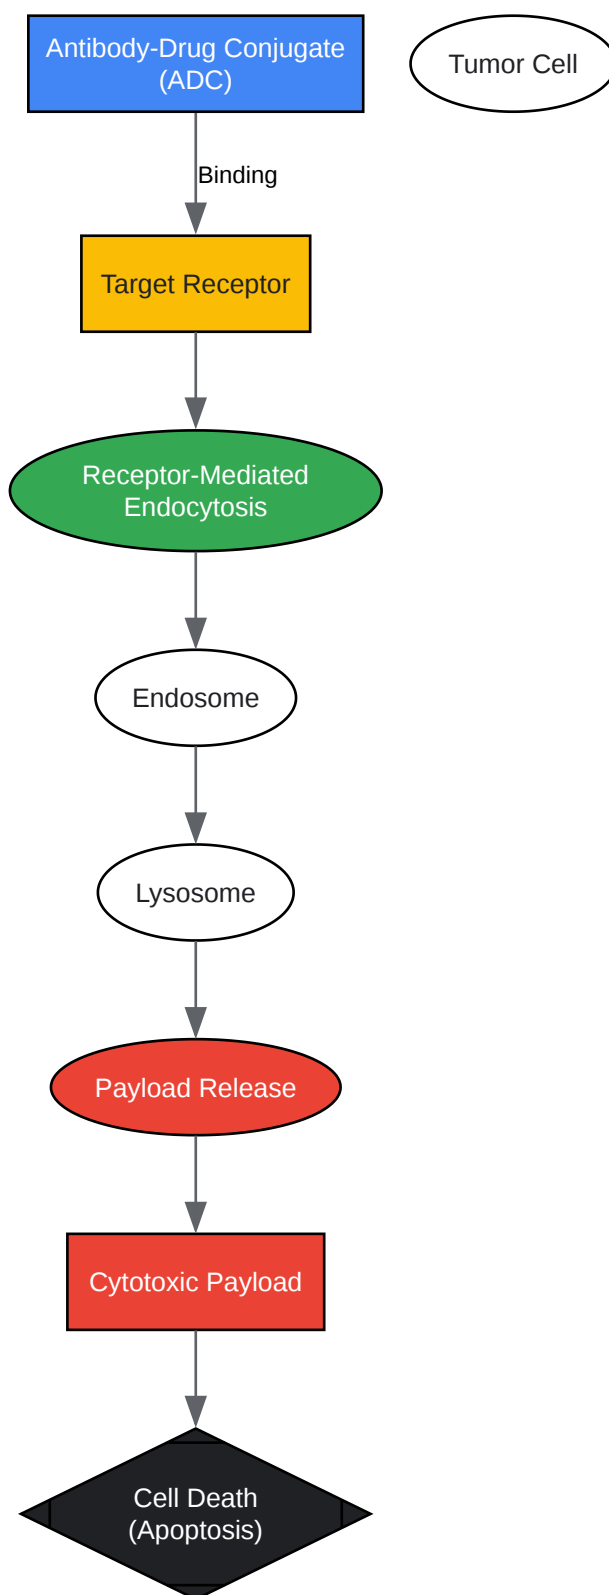 Antibody-Drug Conjugate
(ADC)
Tumor Cell
Binding
Target Receptor
Receptor-Mediated
Endocytosis
Endosome
Lysosome
Payload Release
Cytotoxic Payload
Cell Death
(Apoptosis)